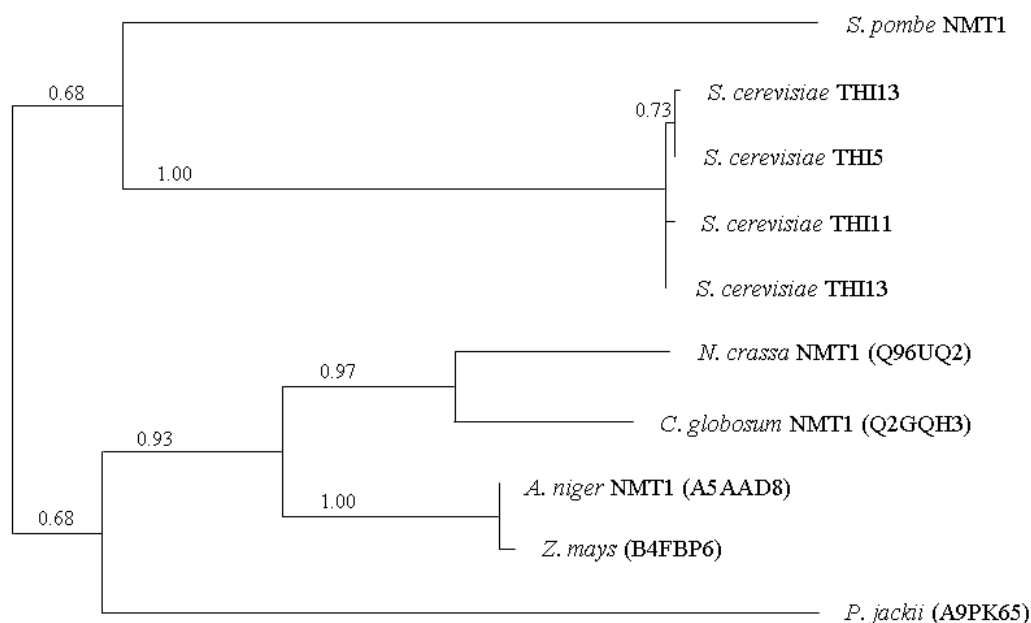 S. pombe NMT1
0.68
S. cerevisiae THI13
0.73
S. cerevisiae THI5
1.00
S. cerevisiae THI11
S. cerevisiae THI13
N. crassa NMT1 (Q96UQ2)
0.97
C. globosum NMT1 (Q2GQH3)
0.93
A. niger NMT1 (A5AAD8)
1.00
0.68
Z. mays (B4FBP6)
P. jackii (A9PK65)